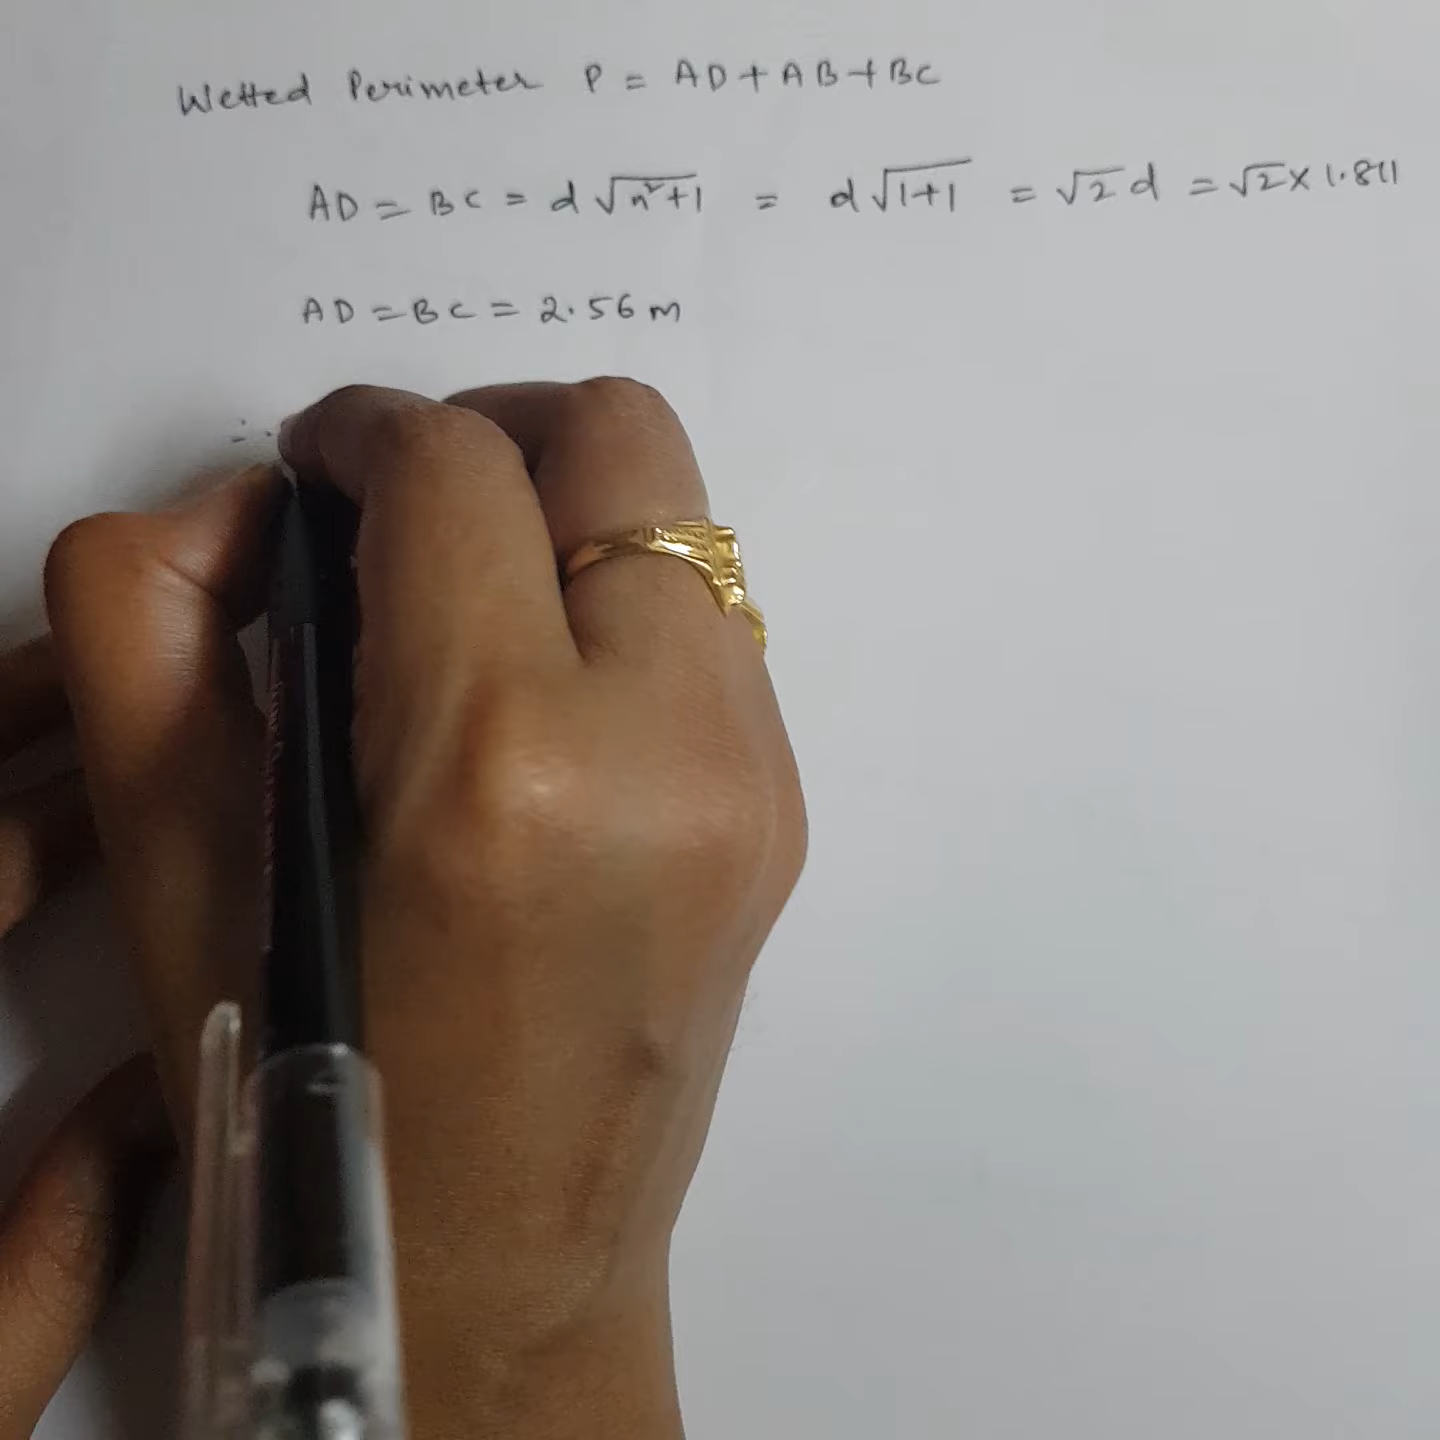 Wetted Perimeter P = AD + AB + BC
AD = BC = d √(n²+1) = d √(1+1) = √2 d = √2 × 1.811
AD = BC = 2.56 m
∴